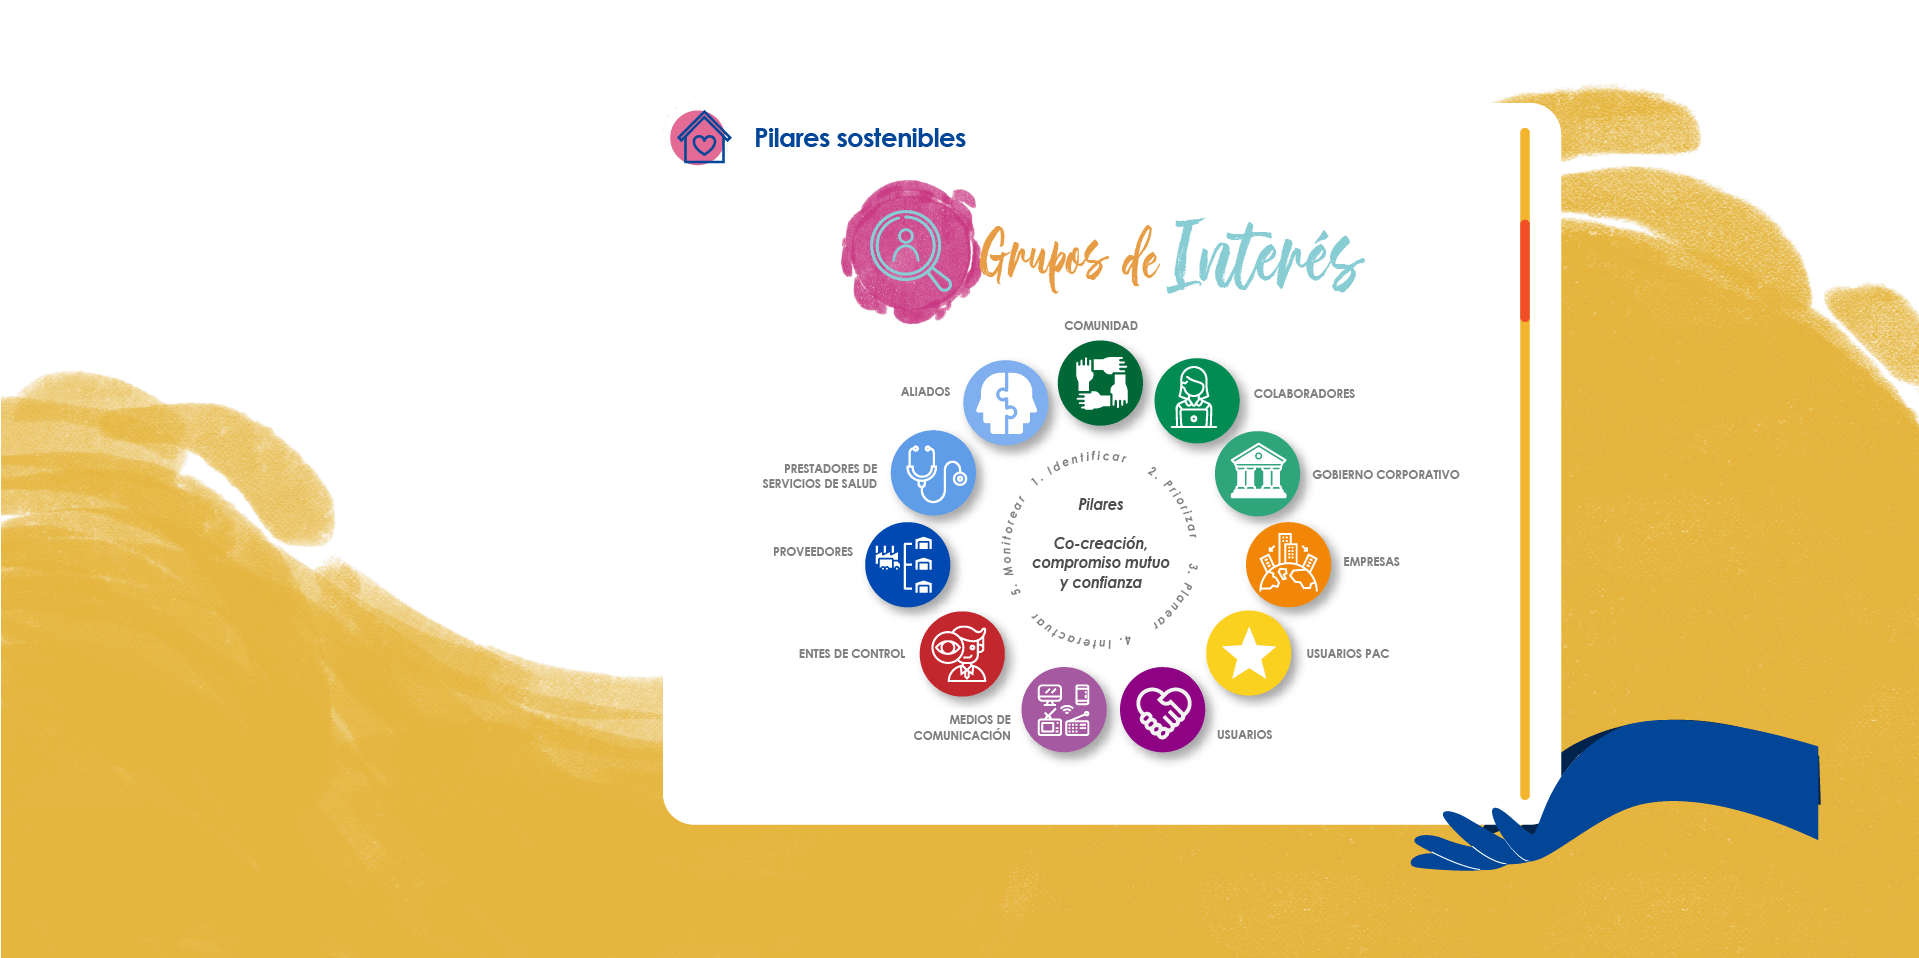 Pilares sostenibles
Grupos de Interés
COMUNIDAD
ALIADOS
COLABORADORES
PRESTADORES DE
SERVICIOS DE SALUD
GOBIERNO CORPORATIVO
PROVEEDORES
EMPRESAS
ENTES DE CONTROL
USUARIOS PAC
MEDIOS DE
COMUNICACIÓN
USUARIOS
1. Identificar
2. Priorizar
3. Planear
4. Interactuar
5. Monitorear
Pilares
Co-creación,
compromiso mutuo
y confianza